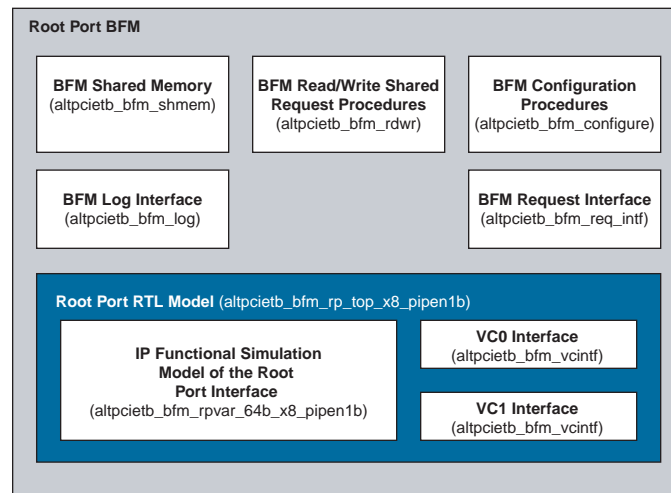 Root Port BFM
BFM Shared Memory
(altpcietb_bfm_shmem)
BFM Read/Write Shared
Request Procedures
(altpcietb_bfm_rdwr)
BFM Configuration
Procedures
(altpcietb_bfm_configure)
BFM Log Interface
(altpcietb_bfm_log)
BFM Request Interface
(altpcietb_bfm_req_intf)
Root Port RTL Model (altpcietb_bfm_rp_top_x8_pipen1b)
IP Functional Simulation
Model of the Root
Port Interface
(altpcietb_bfm_rpvar_64b_x8_pipen1b)
VC0 Interface
(altpcietb_bfm_vcintf)
VC1 Interface
(altpcietb_bfm_vcintf)